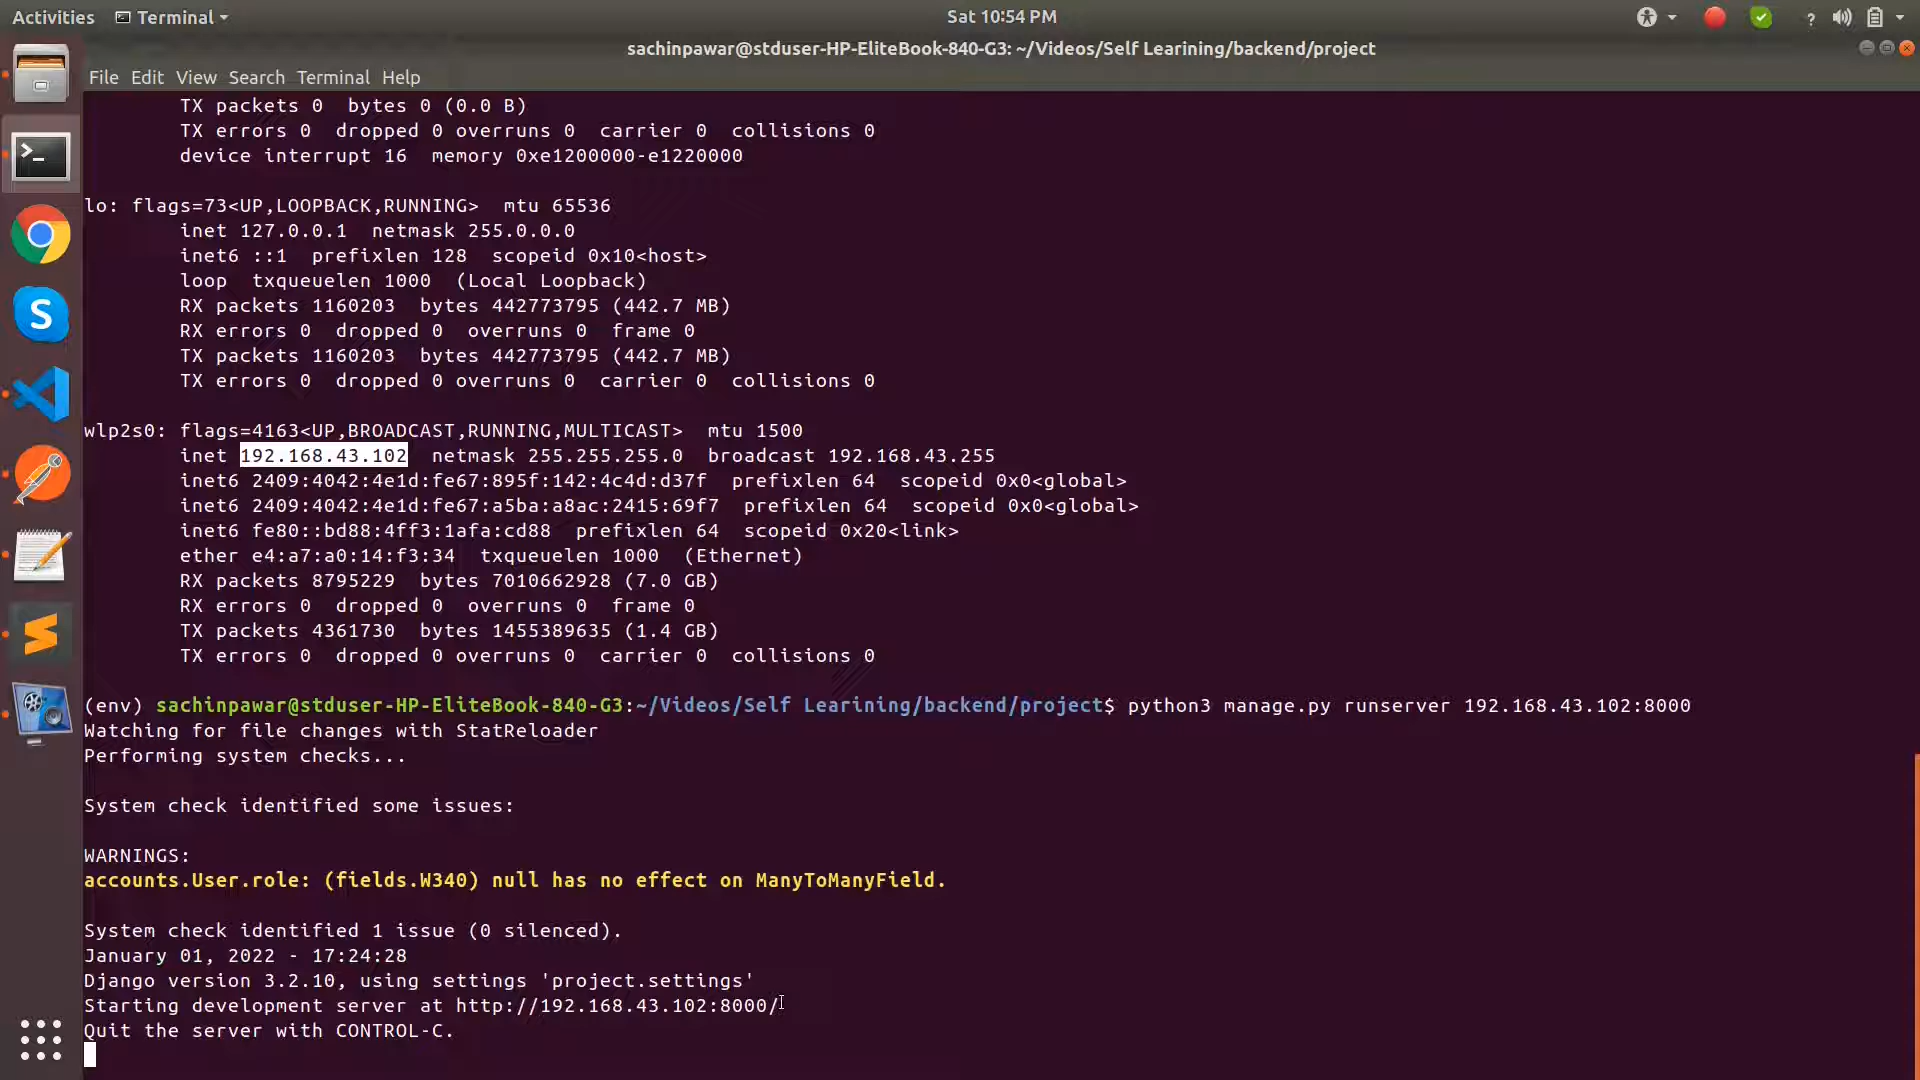 Activities Terminal Sat 10:54 PM ?
sachinpawar@stduser-HP-EliteBook-840-G3: ~/Videos/Self Learining/backend/project
File Edit View Search Terminal Help
TX packets 0  bytes 0 (0.0 B)
TX errors 0  dropped 0 overruns 0  carrier 0  collisions 0
device interrupt 16  memory 0xe1200000-e1220000
lo: flags=73<UP,LOOPBACK,RUNNING>  mtu 65536
inet 127.0.0.1  netmask 255.0.0.0
inet6 ::1  prefixlen 128  scopeid 0x10<host>
loop  txqueuelen 1000  (Local Loopback)
RX packets 1160203  bytes 442773795 (442.7 MB)
RX errors 0  dropped 0  overruns 0  frame 0
TX packets 1160203  bytes 442773795 (442.7 MB)
TX errors 0  dropped 0 overruns 0  carrier 0  collisions 0
wlp2s0: flags=4163<UP,BROADCAST,RUNNING,MULTICAST>  mtu 1500
inet 192.168.43.102  netmask 255.255.255.0  broadcast 192.168.43.255
inet6 2409:4042:4e1d:fe67:895f:142:4c4d:d37f  prefixlen 64  scopeid 0x0<global>
inet6 2409:4042:4e1d:fe67:a5ba:a8ac:2415:69f7  prefixlen 64  scopeid 0x0<global>
inet6 fe80::bd88:4ff3:1afa:cd88  prefixlen 64  scopeid 0x20<link>
ether e4:a7:a0:14:f3:34  txqueuelen 1000  (Ethernet)
RX packets 8795229  bytes 7010662928 (7.0 GB)
RX errors 0  dropped 0  overruns 0  frame 0
TX packets 4361730  bytes 1455389635 (1.4 GB)
TX errors 0  dropped 0 overruns 0  carrier 0  collisions 0
(env) sachinpawar@stduser-HP-EliteBook-840-G3:~/Videos/Self Learining/backend/project$ python3 manage.py runserver 192.168.43.102:8000
Watching for file changes with StatReloader
Performing system checks...
System check identified some issues:
WARNINGS:
accounts.User.role: (fields.W340) null has no effect on ManyToManyField.
System check identified 1 issue (0 silenced).
January 01, 2022 - 17:24:28
Django version 3.2.10, using settings 'project.settings'
Starting development server at http://192.168.43.102:8000/
Quit the server with CONTROL-C.